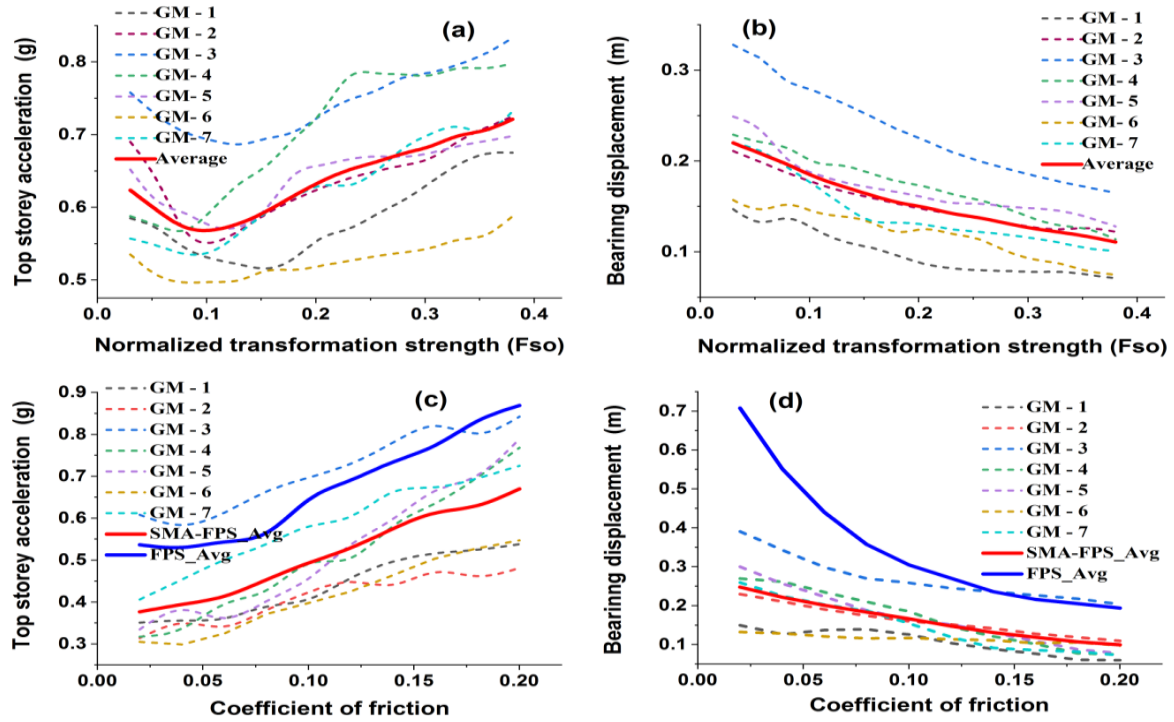 (a)
Top storey acceleration (g)
0.8
0.7
0.6
0.5
GM - 1
GM - 2
GM - 3
GM- 4
GM- 5
GM- 6
GM- 7
Average
0.0 0.1 0.2 0.3 0.4
Normalized transformation strength (Fso)
(b)
Bearing displacement (m)
0.3
0.2
0.1
GM - 1
GM - 2
GM - 3
GM- 4
GM- 5
GM- 6
GM- 7
Average
0.0 0.1 0.2 0.3 0.4
Normalized transformation strength (Fso)
(c)
Top storey acceleration (g)
0.9
0.8
0.7
0.6
0.5
0.4
0.3
GM - 1
GM - 2
GM - 3
GM - 4
GM - 5
GM - 6
GM - 7
SMA-FPS_Avg
FPS_Avg
0.00 0.05 0.10 0.15 0.20
Coefficient of friction
(d)
Bearinng displacement (m)
0.7
0.6
0.5
0.4
0.3
0.2
0.1
GM - 1
GM - 2
GM - 3
GM - 4
GM - 5
GM - 6
GM - 7
SMA-FPS_Avg
FPS_Avg
0.00 0.05 0.10 0.15 0.20
Coefficient of friction